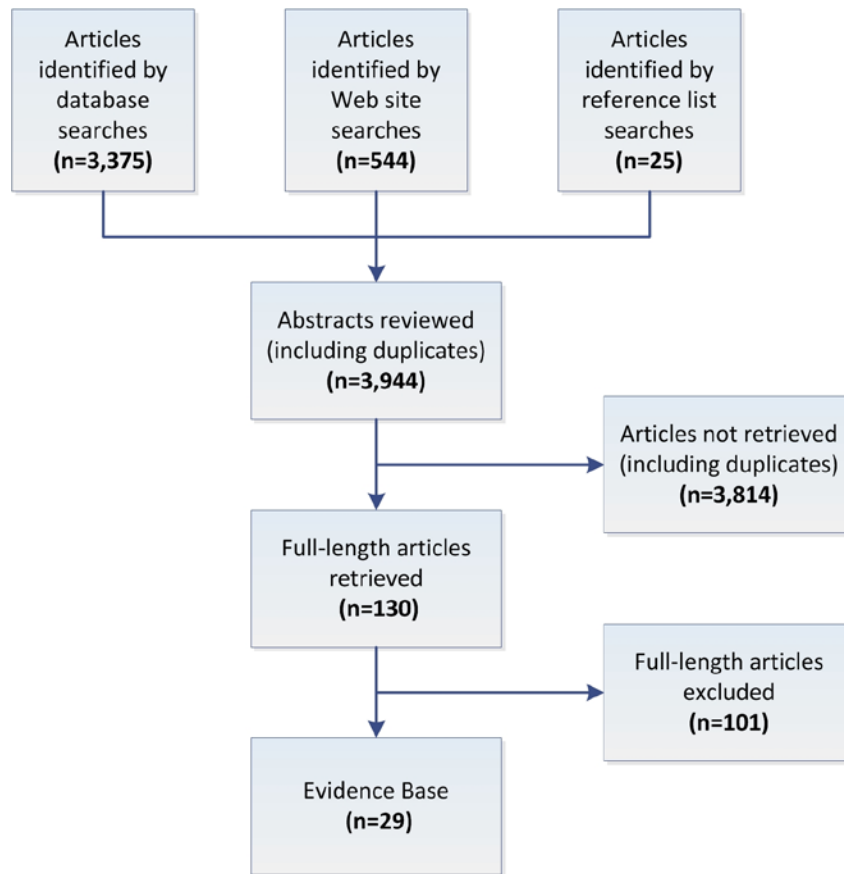 Articles
identified by
database
searches
(n=3,375)
Articles
identified by
Web site
searches
(n=544)
Articles
identified by
reference list
searches
(n=25)
Abstracts reviewed
(including duplicates)
(n=3,944)
Articles not retrieved
(including duplicates)
(n=3,814)
Full-length articles
retrieved
(n=130)
Full-length articles
excluded
(n=101)
Evidence Base
(n=29)